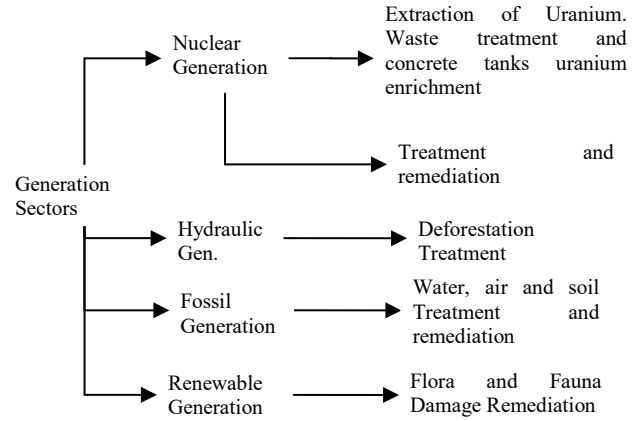 Nuclear
Generation
Extraction of Uranium.
Waste treatment and
concrete tanks uranium
enrichment
Treatment and
remediation
Generation
Sectors
Hydraulic
Gen.
Deforestation
Treatment
Fossil
Generation
Water, air and soil
Treatment and
remediation
Renewable
Generation
Flora and Fauna
Damage Remediation